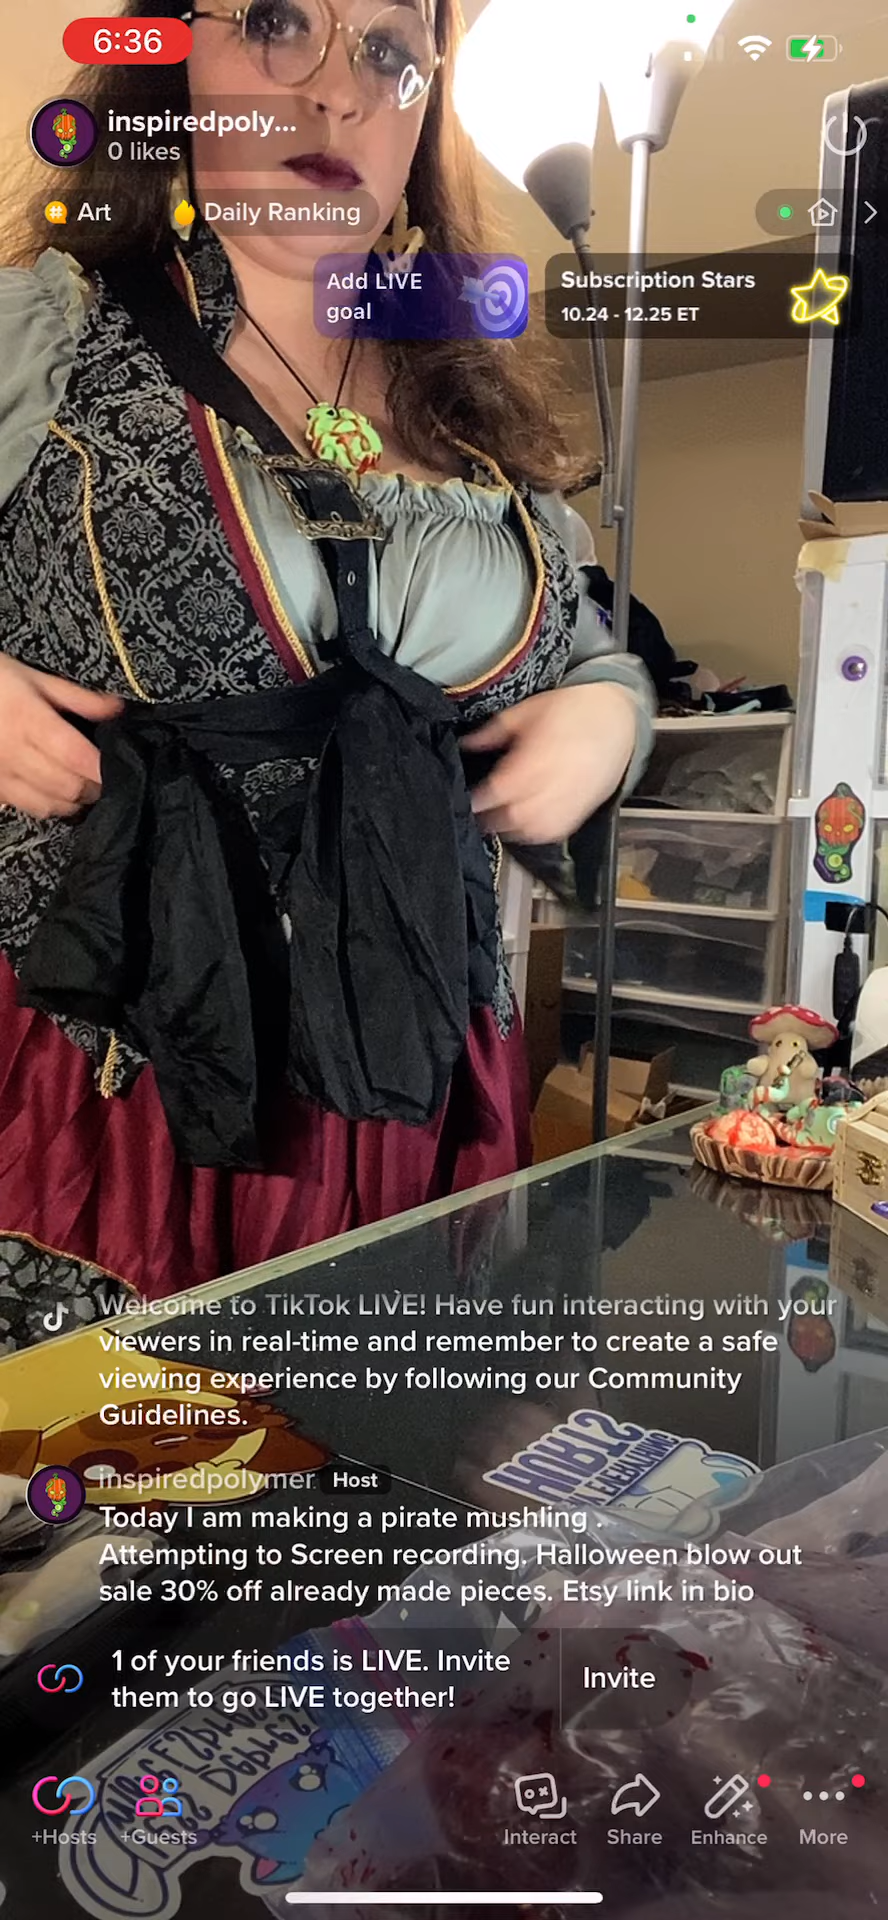 6:36
inspiredpoly...
0 likes
Art
Daily Ranking
Add LIVE
goal
Subscription Stars
10.24 - 12.25 ET
Welcome to TikTok LIVE! Have fun interacting with your
viewers in real-time and remember to create a safe
viewing experience by following our Community
Guidelines.
inspiredpolymer Host
Today I am making a pirate mushling .
Attempting to Screen recording. Halloween blow out
sale 30% off already made pieces. Etsy link in bio
1 of your friends is LIVE. Invite
them to go LIVE together!
Invite
+Hosts
+Guests
Interact
Share
Enhance
More